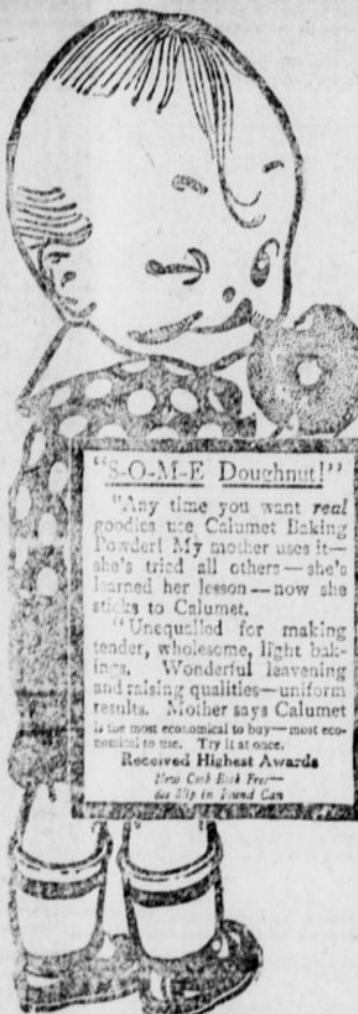 "S-O-M-E Doughnut!"
"Any time you want real
goodies use Calumet Baking
Powder! My mother uses it—
she's tried all others—she's
learned her lesson—now she
sticks to Calumet.
"Unequalled for making
tender, wholesome, light bak-
ings. Wonderful leavening
and raising qualities—uniform
results. Mother says Calumet
is the most economical to buy—most eco-
nomical to use. Try it at once.
Received Highest Awards
New Cook Book Free—
See Slip in Pound Can